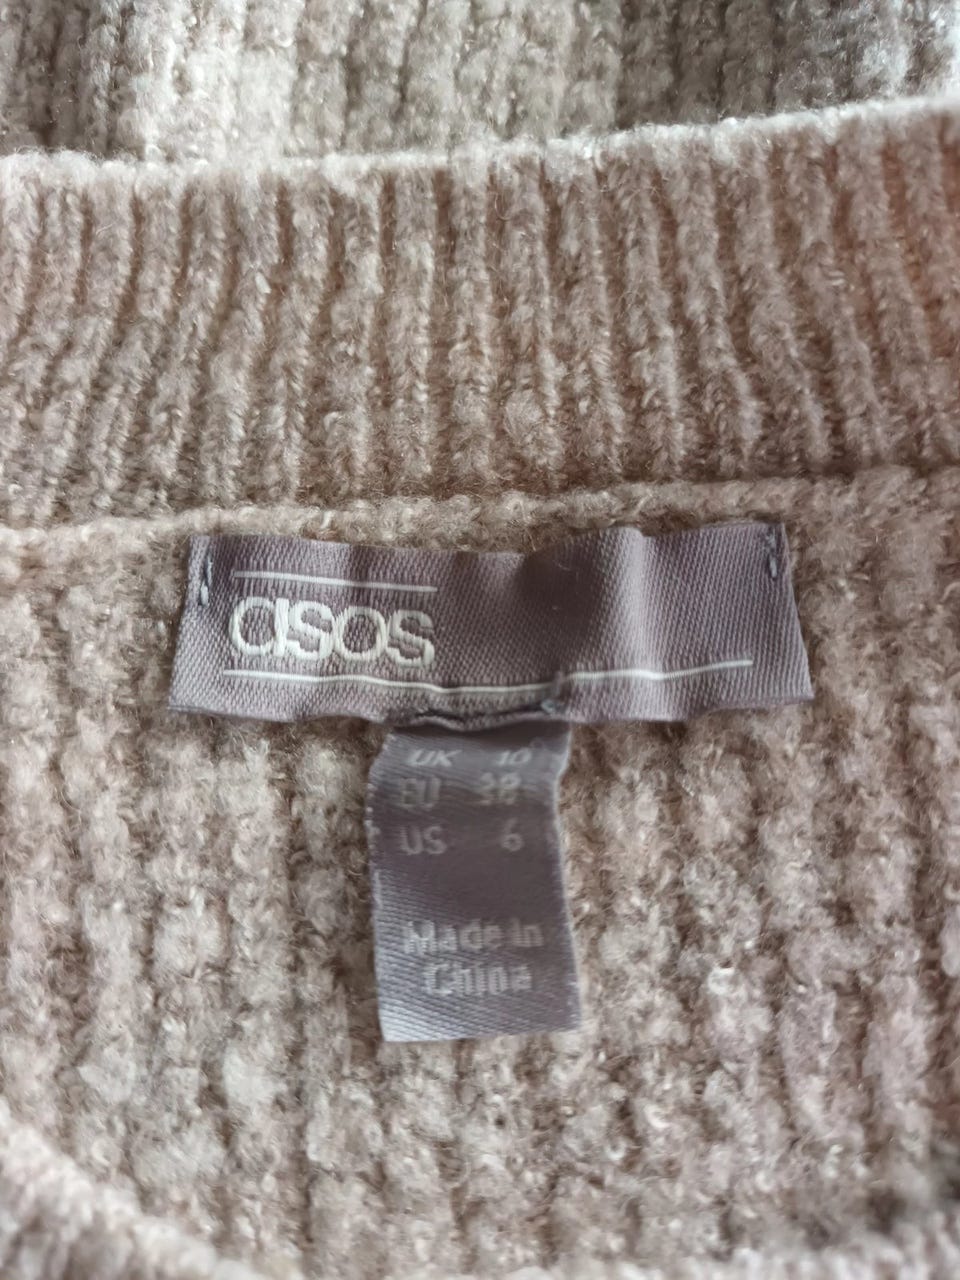 asos
UK 10
EU 38
US 6
Made in
China